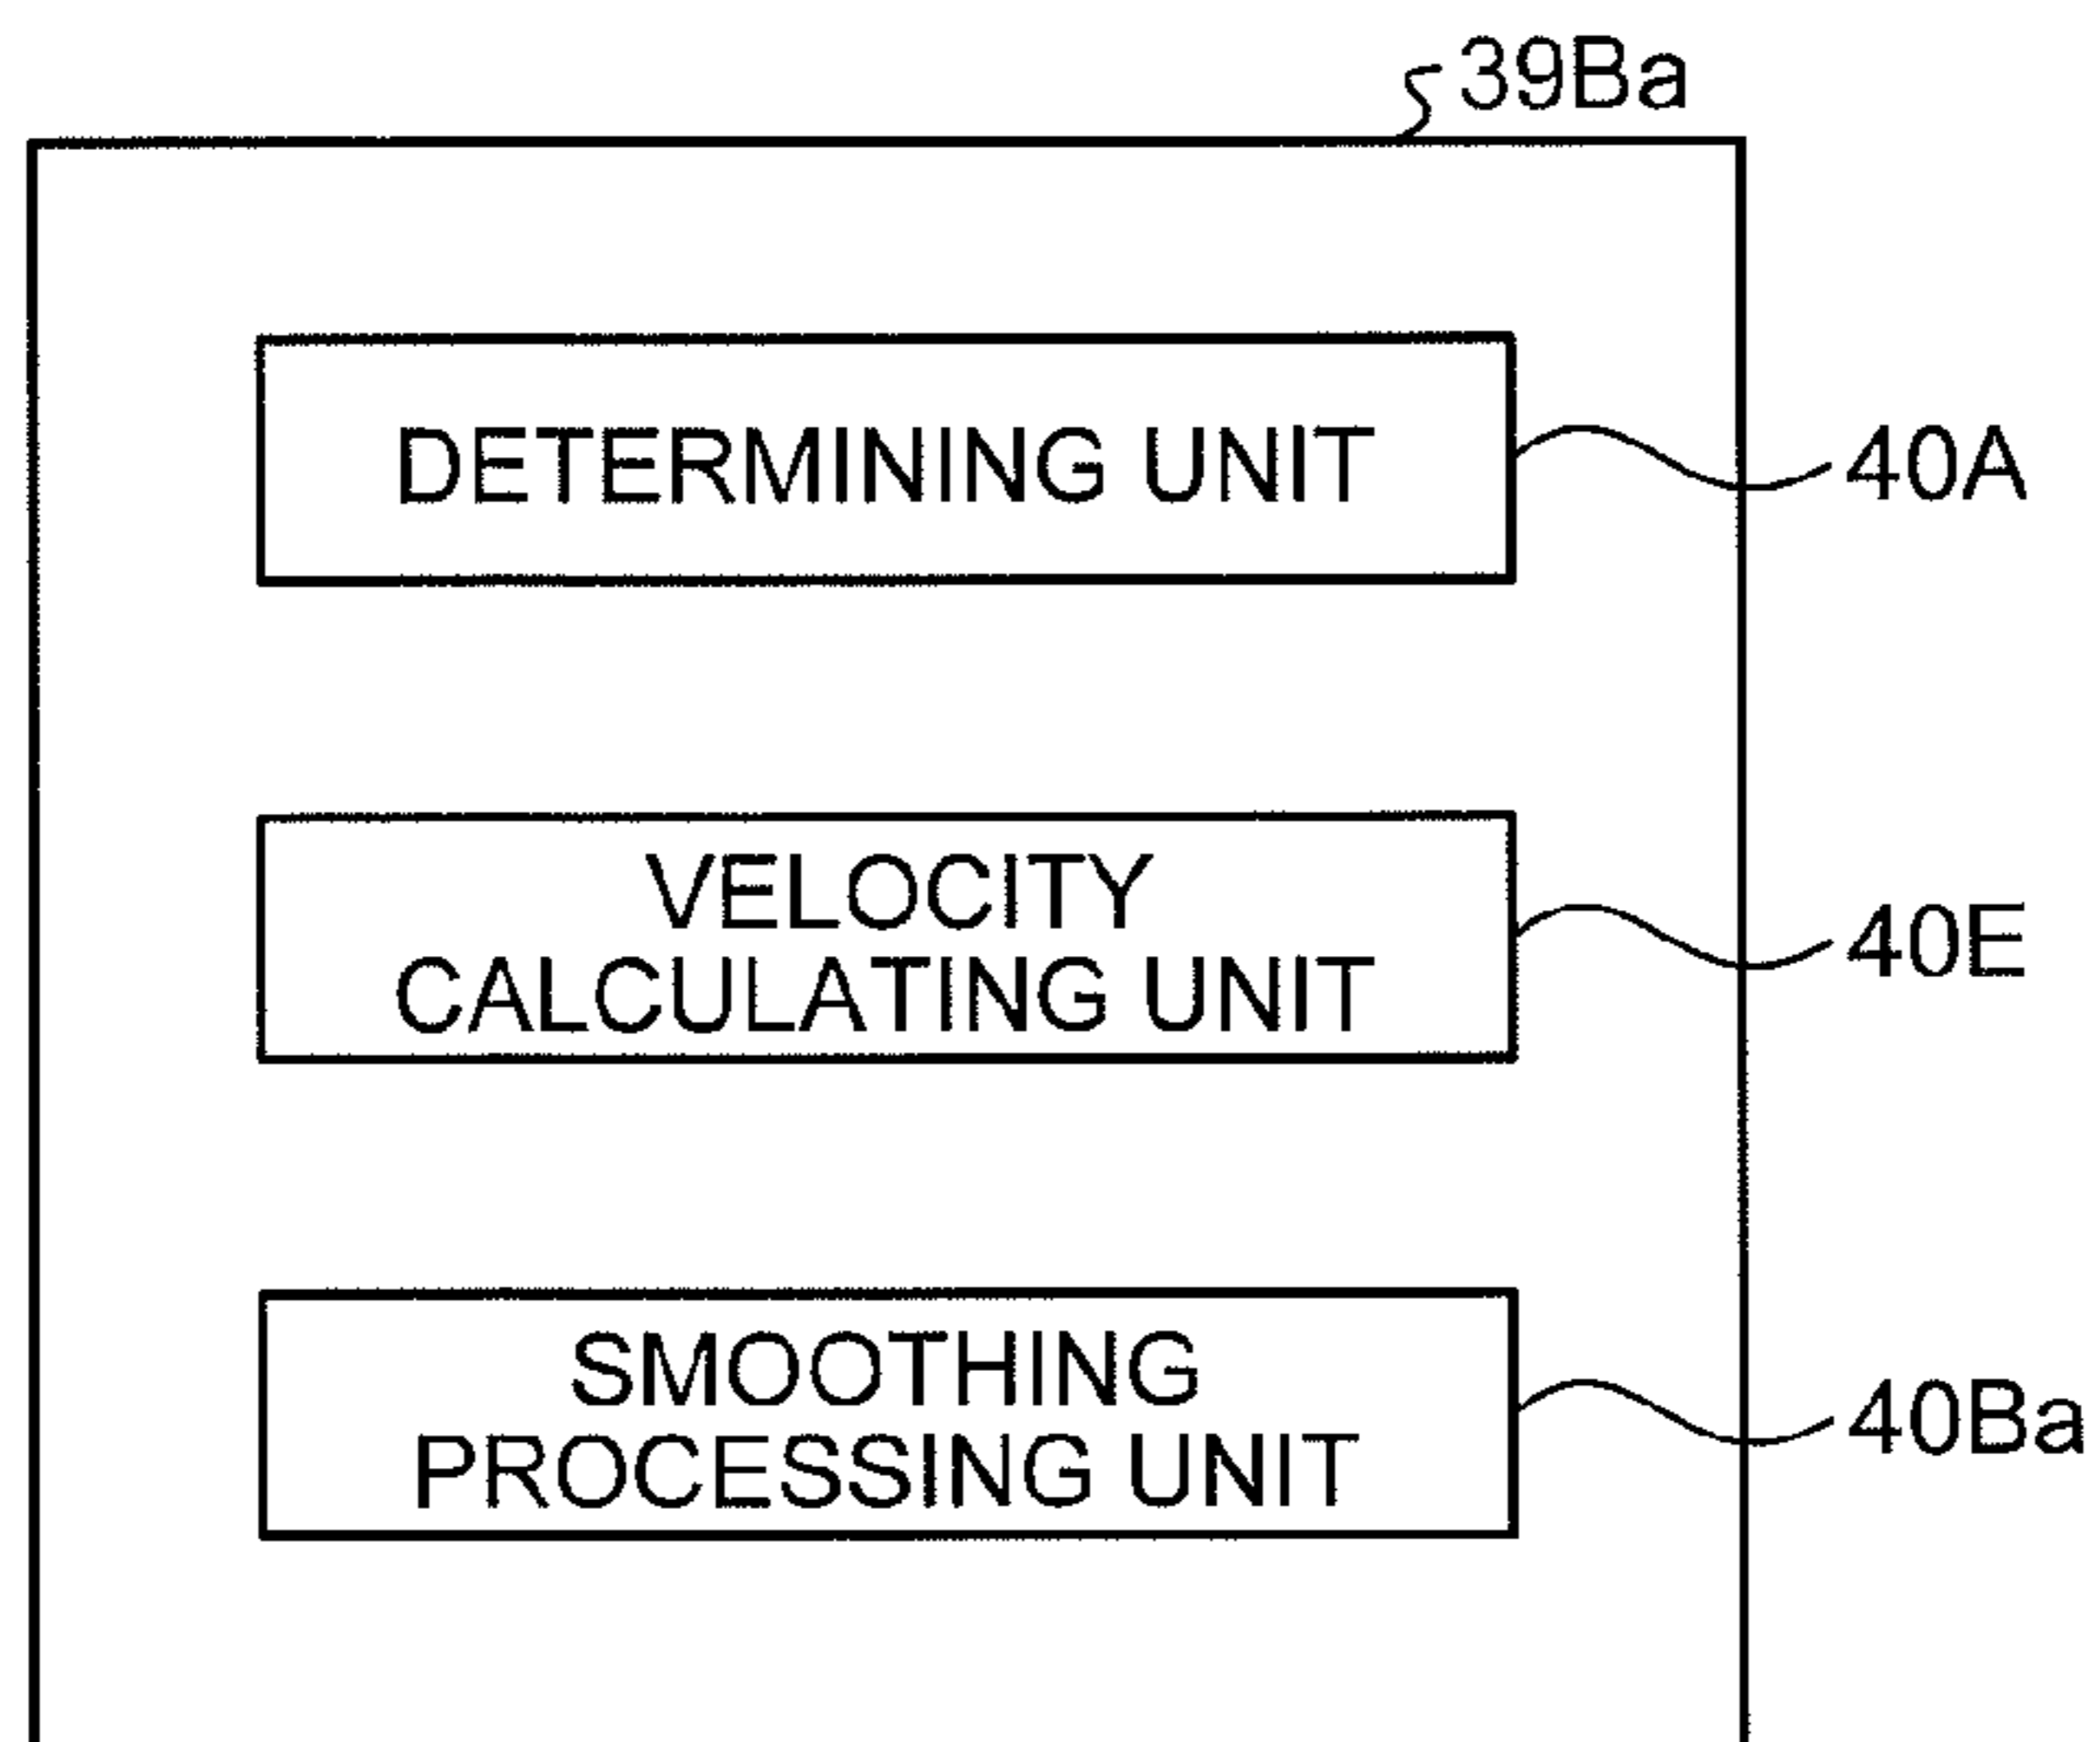 39Ba
DETERMINING UNIT
40A
VELOCITY
CALCULATING UNIT
40E
SMOOTHING
PROCESSING UNIT
40Ba